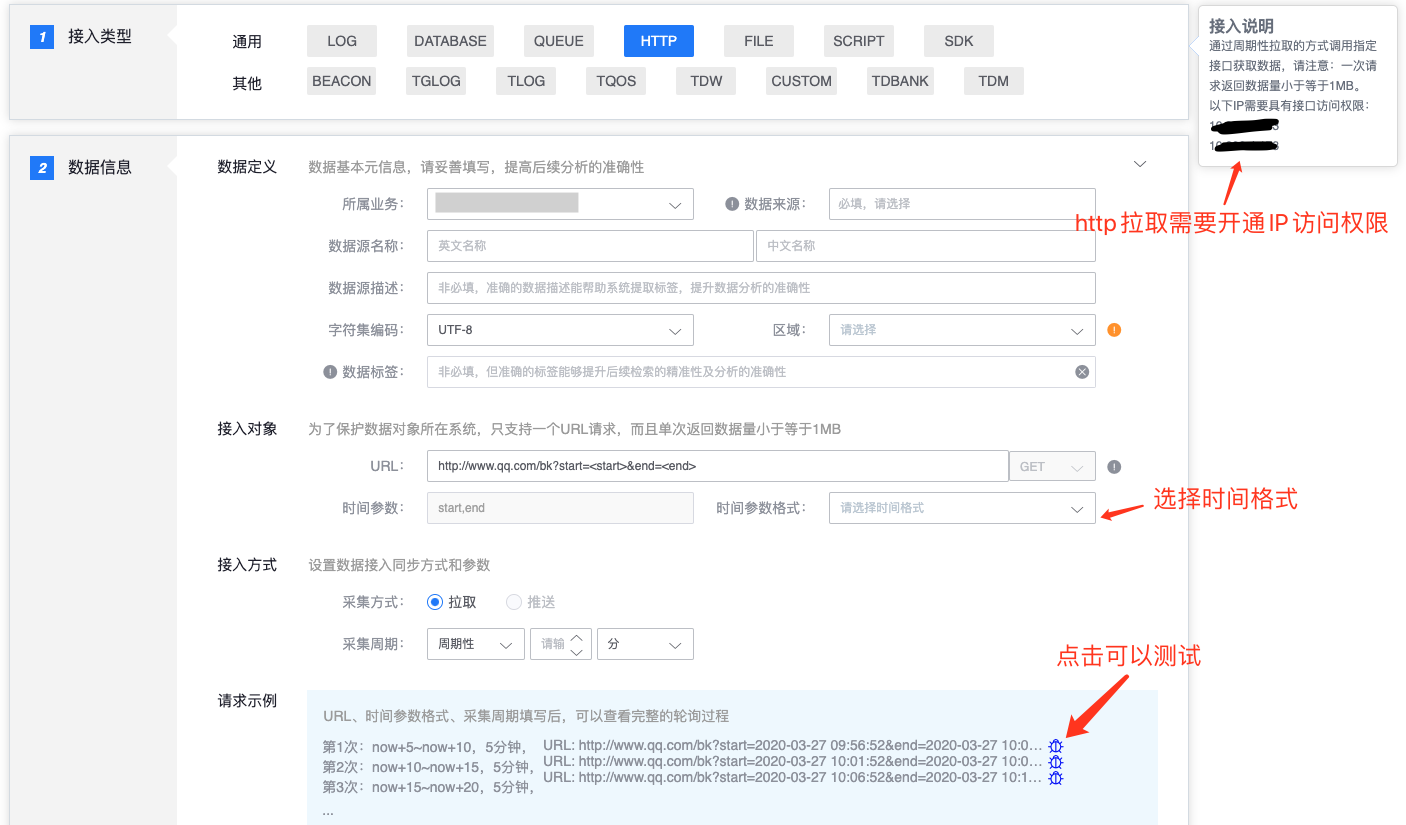 1 接入类型
通用 LOG DATABASE QUEUE HTTP FILE SCRIPT SDK
其他 BEACON TGLOG TLOG TQOS TDW CUSTOM TDBANK TDM
接入说明
通过周期性拉取的方式调用指定
接口获取数据，请注意：一次请
求返回数据量小于等于1MB。
以下IP需要具有接口访问权限：
http 拉取需要开通IP 访问权限
2 数据信息
数据定义 数据基本元信息，请妥善填写，提高后续分析的准确性
所属业务： 数据来源： 必填，请选择
数据源名称： 英文名称 中文名称
数据源描述： 非必填，准确的数据描述能帮助系统提取标签，提升数据分析的准确性
字符集编码： UTF-8 区域： 请选择
数据标签： 非必填，但准确的标签能够提升后续检索的精准性及分析的准确性
接入对象 为了保护数据对象所在系统，只支持一个URL请求，而且单次返回数据量小于等于1MB
URL： http://www.qq.com/bk?start=<start>&end=<end> GET
时间参数： start,end 时间参数格式： 请选择时间格式
选择时间格式
接入方式 设置数据接入同步方式和参数
采集方式： 拉取 推送
采集周期： 周期性 请输 分
点击可以测试
请求示例
URL、时间参数格式、采集周期填写后，可以查看完整的轮询过程
第1次：now+5~now+10，5分钟， URL: http://www.qq.com/bk?start=2020-03-27 09:56:52&end=2020-03-27 10:0...
第2次：now+10~now+15，5分钟， URL: http://www.qq.com/bk?start=2020-03-27 10:01:52&end=2020-03-27 10:0...
第3次：now+15~now+20，5分钟， URL: http://www.qq.com/bk?start=2020-03-27 10:06:52&end=2020-03-27 10:1...
...